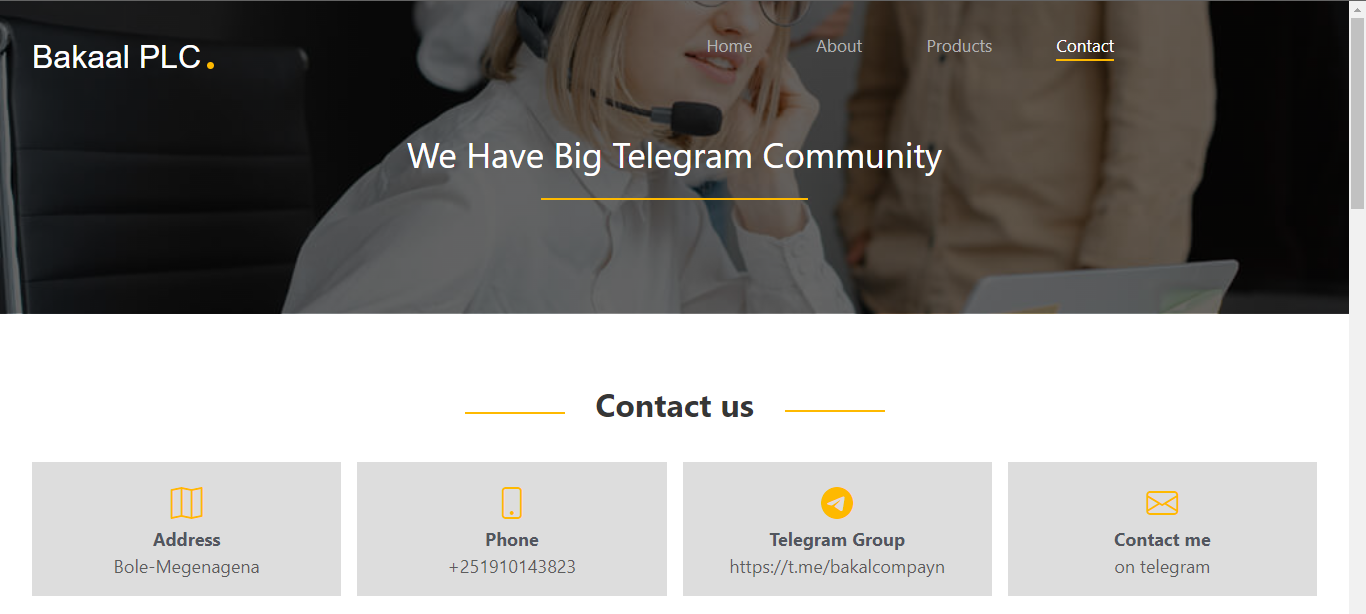 Bakaal PLC.
Home About Products Contact
We Have Big Telegram Community
Contact us
Address
Bole-Megenagena
Phone
+251910143823
Telegram Group
https://t.me/bakalcompayn
Contact me
on telegram